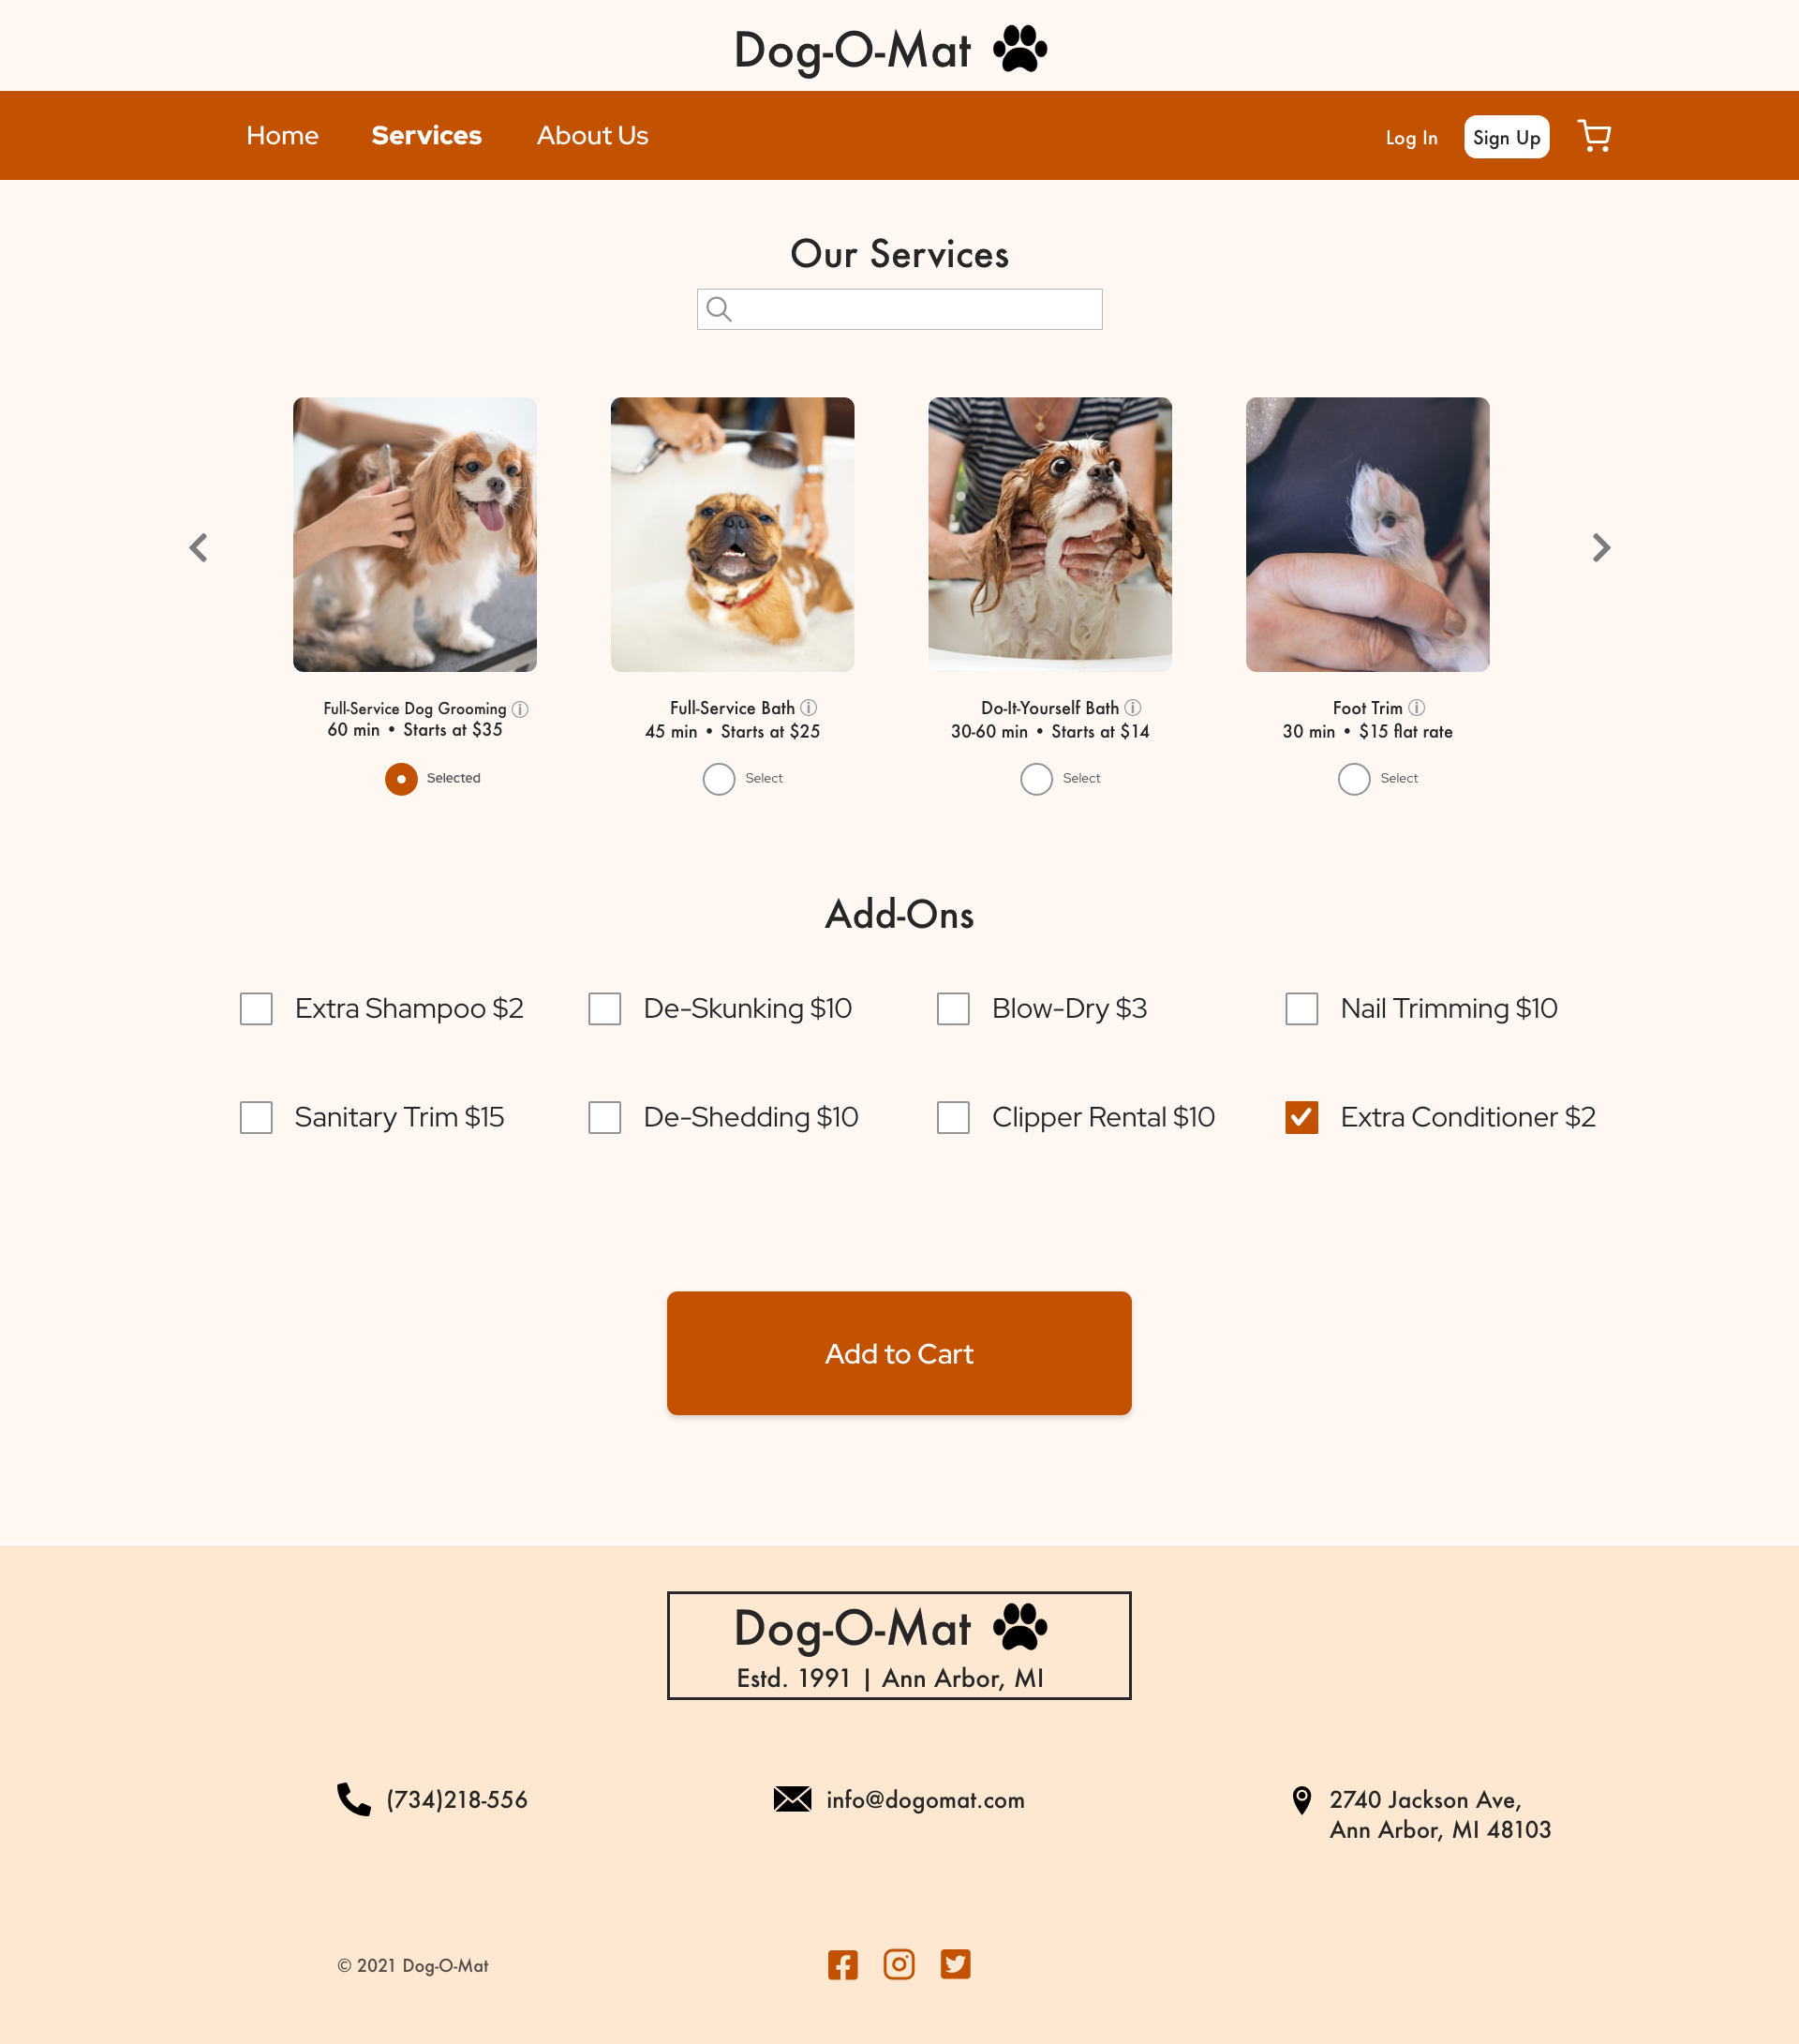 Dog-O-Mat
Home Services About Us Log In Sign Up
Our Services
Full-Service Dog Grooming
60 min • Starts at $35
Selected
Full-Service Bath
45 min • Starts at $25
Select
Do-It-Yourself Bath
30-60 min • Starts at $14
Select
Foot Trim
30 min • $15 flat rate
Select
Add-Ons
Extra Shampoo $2 De-Skunking $10 Blow-Dry $3 Nail Trimming $10
Sanitary Trim $15 De-Shedding $10 Clipper Rental $10 Extra Conditioner $2
Add to Cart
Dog-O-Mat
Estd. 1991 | Ann Arbor, MI
(734)218-556
info@dogomat.com
2740 Jackson Ave,
Ann Arbor, MI 48103
© 2021 Dog-O-Mat